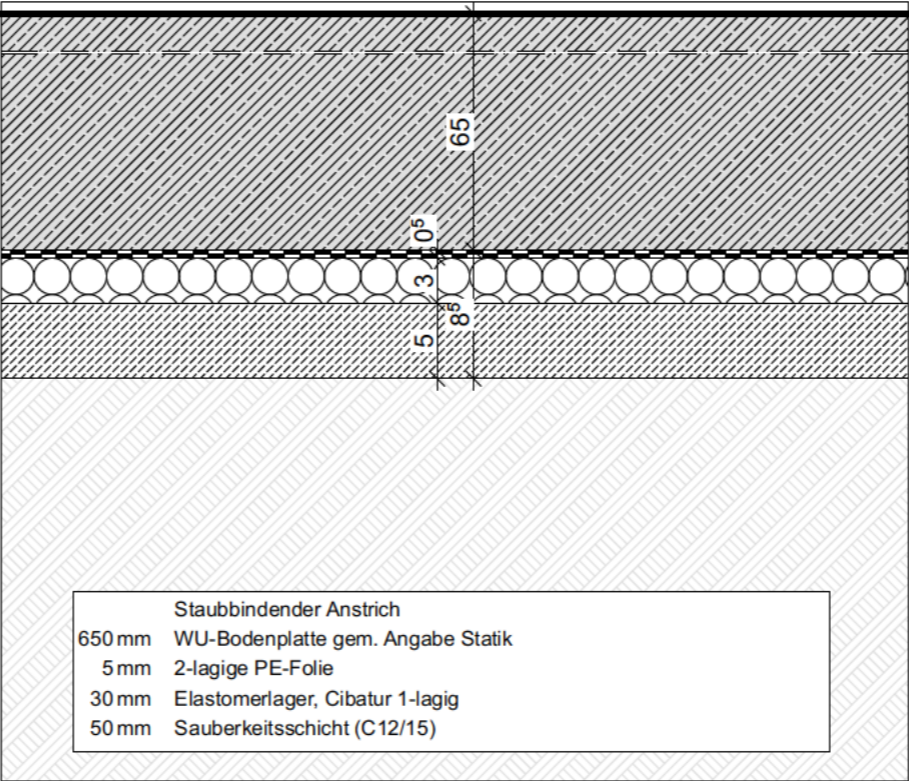 65
0⁵
3
8⁵
5
Staubbindender Anstrich
650 mm WU-Bodenplatte gem. Angabe Statik
5 mm 2-lagige PE-Folie
30 mm Elastomerlager, Cibatur 1-lagig
50 mm Sauberkeitsschicht (C12/15)